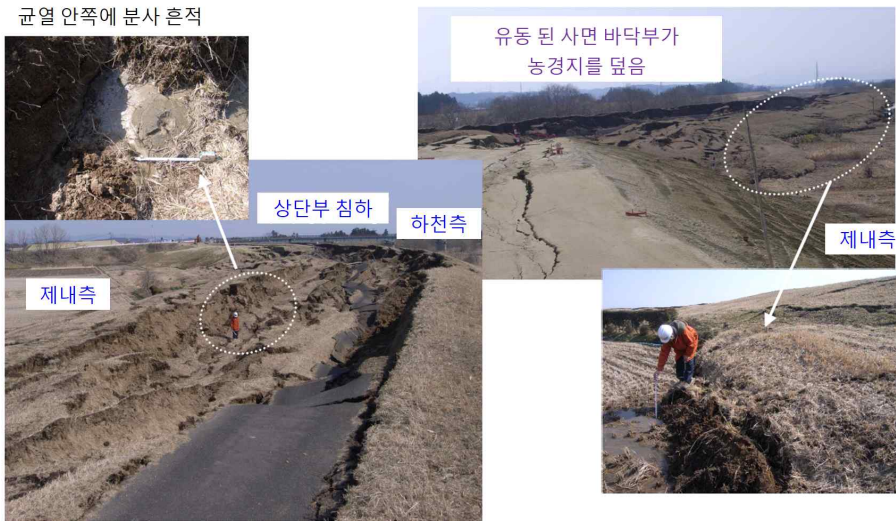 균열 안쪽에 분사 흔적
유동 된 사면 바닥부가
농경지를 덮음
상단부 침하
하천측
제내측
제내측